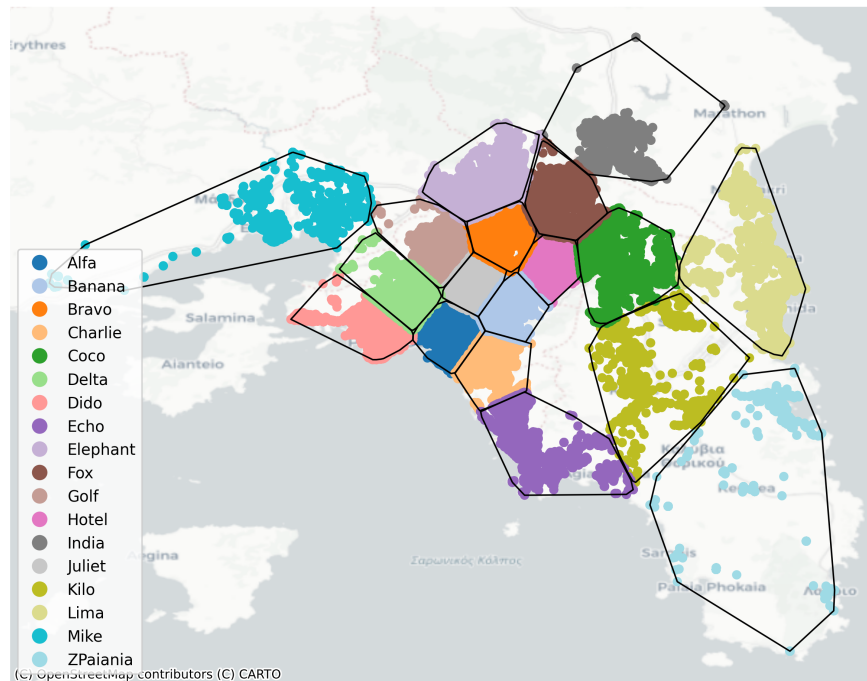 Erythres
Marathon
Salamina
Aianteio
Alfa
Banana
Bravo
Charlie
Coco
Delta
Dido
Echo
Elephant
Fox
Golf
Hotel
India
Juliet
Kilo
Lima
Mike
ZPaiania
Σαρωνικός Κόλπος
Palaia Phokaia
(C) OpenStreetMap contributors (C) CARTO